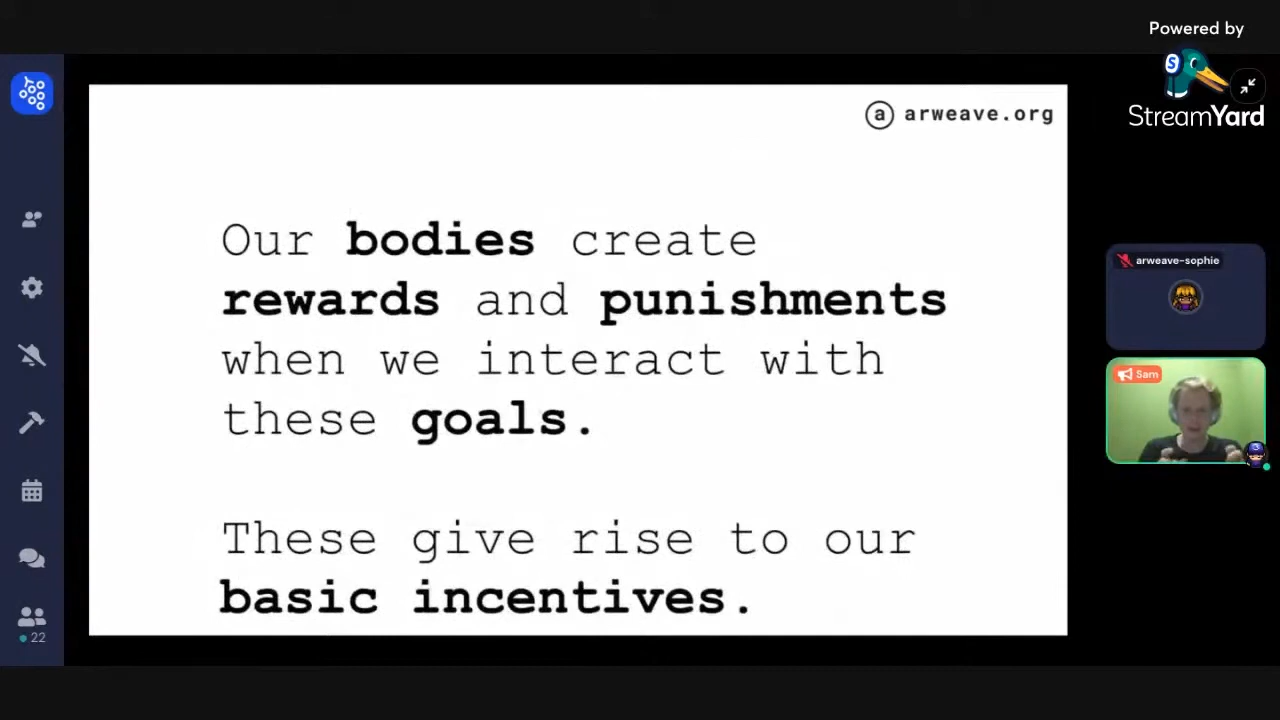 Powered by
StreamYard
arweave.org
Our bodies create
rewards and punishments
when we interact with
these goals.
These give rise to our
basic incentives.
arweave-sophie
Sam
22